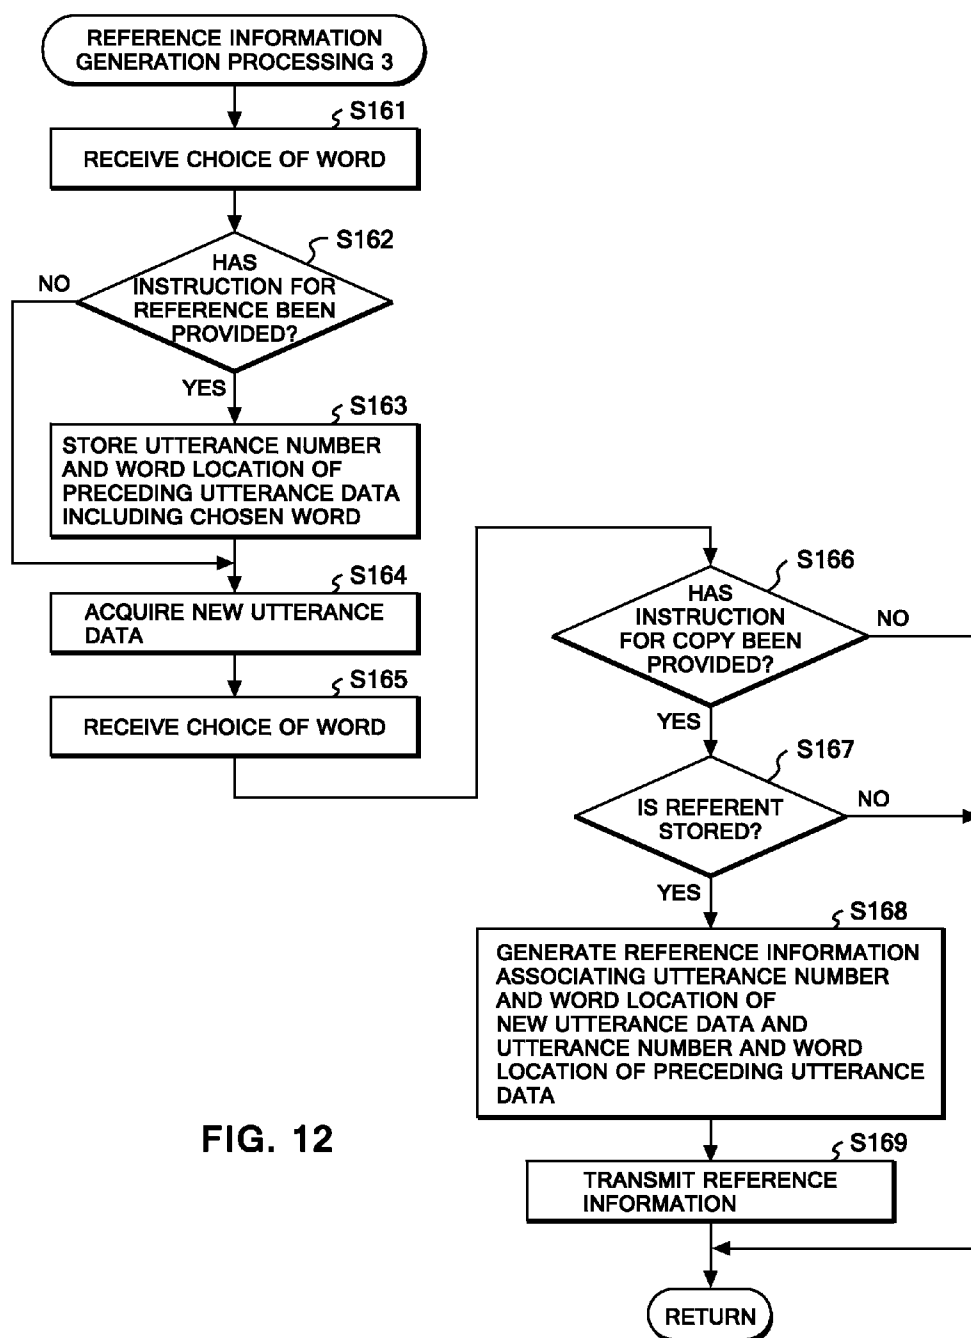 REFERENCE INFORMATION
GENERATION PROCESSING 3
S161
RECEIVE CHOICE OF WORD
S162
HAS
INSTRUCTION FOR
REFERENCE BEEN
PROVIDED?
NO
YES
S163
STORE UTTERANCE NUMBER
AND WORD LOCATION OF
PRECEDING UTTERANCE DATA
INCLUDING CHOSEN WORD
S164
ACQUIRE NEW UTTERANCE
DATA
S165
RECEIVE CHOICE OF WORD
S166
HAS
INSTRUCTION
FOR COPY BEEN
PROVIDED?
NO
YES
S167
IS REFERENT
STORED?
NO
YES
S168
GENERATE REFERENCE INFORMATION
ASSOCIATING UTTERANCE NUMBER
AND WORD LOCATION OF
NEW UTTERANCE DATA AND
UTTERANCE NUMBER AND WORD
LOCATION OF PRECEDING UTTERANCE
DATA
S169
TRANSMIT REFERENCE
INFORMATION
RETURN
FIG. 12